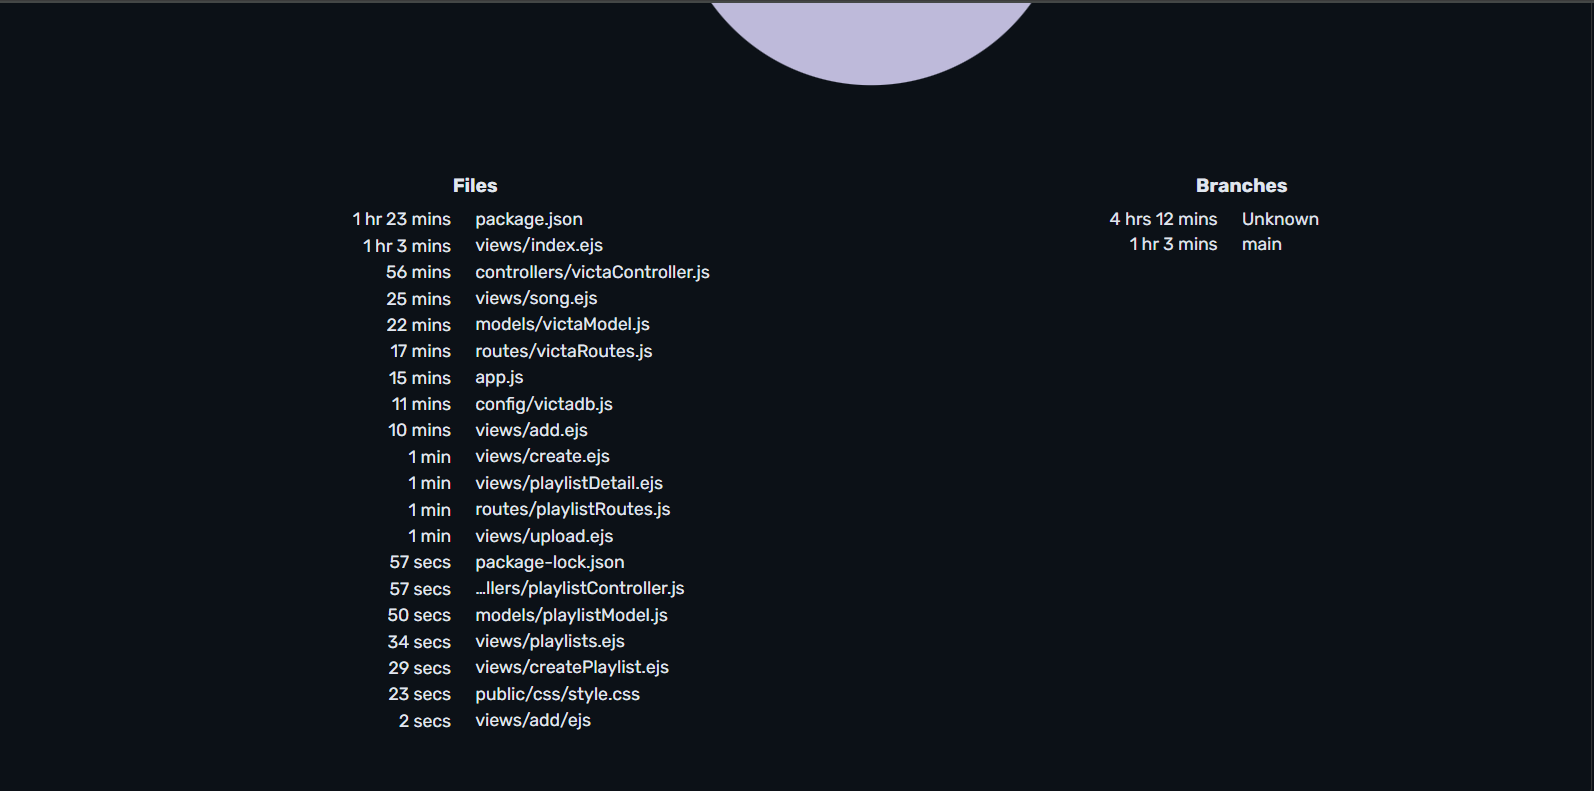 Files
1 hr 23 mins package.json
1 hr 3 mins views/index.ejs
56 mins controllers/victaController.js
25 mins views/song.ejs
22 mins models/victaModel.js
17 mins routes/victaRoutes.js
15 mins app.js
11 mins config/victadb.js
10 mins views/add.ejs
1 min views/create.ejs
1 min views/playlistDetail.ejs
1 min routes/playlistRoutes.js
1 min views/upload.ejs
57 secs package-lock.json
57 secs …llers/playlistController.js
50 secs models/playlistModel.js
34 secs views/playlists.ejs
29 secs views/createPlaylist.ejs
23 secs public/css/style.css
2 secs views/add/ejs
Branches
4 hrs 12 mins Unknown
1 hr 3 mins main